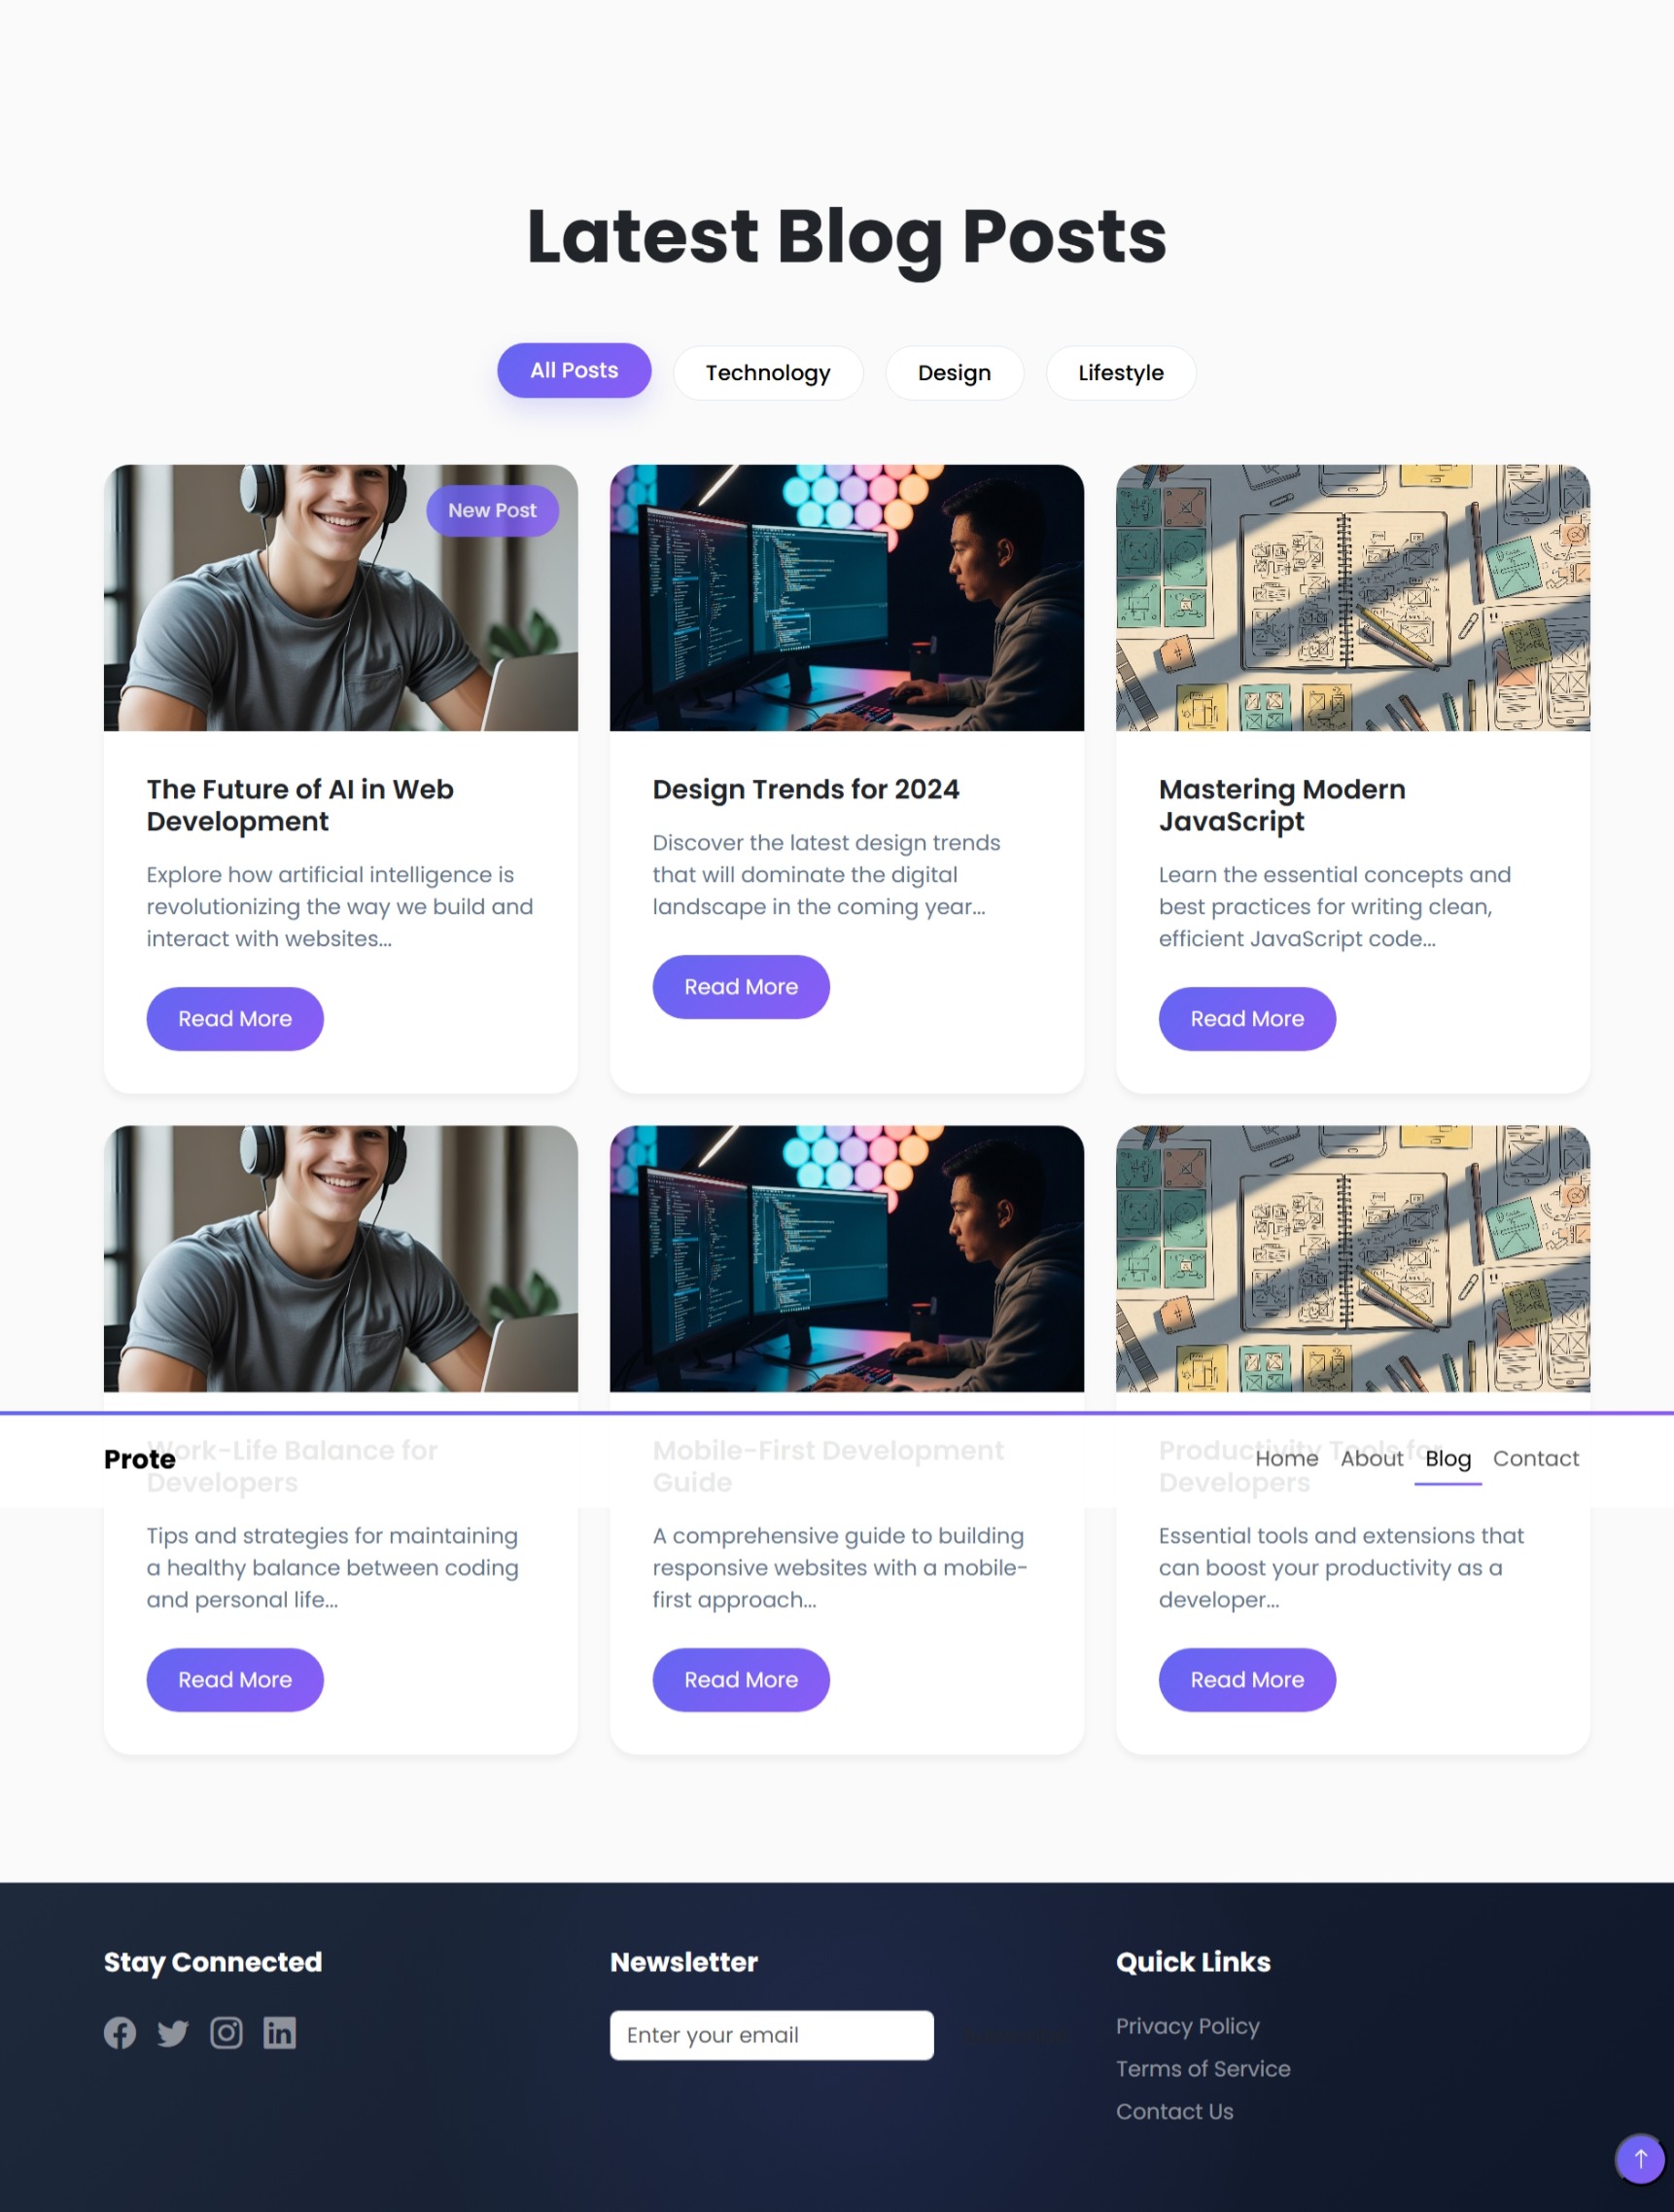 Latest Blog Posts
All Posts
Technology
Design
Lifestyle
New Post
The Future of AI in Web
Development
Explore how artificial intelligence is
revolutionizing the way we build and
interact with websites...
Read More
Design Trends for 2024
Discover the latest design trends
that will dominate the digital
landscape in the coming year...
Read More
Mastering Modern
JavaScript
Learn the essential concepts and
best practices for writing clean,
efficient JavaScript code...
Read More
Prote
Home
About
Blog
Contact
Work-Life Balance for
Developers
Tips and strategies for maintaining
a healthy balance between coding
and personal life...
Read More
Mobile-First Development
Guide
A comprehensive guide to building
responsive websites with a mobile-
first approach...
Read More
Productivity Tools for
Developers
Essential tools and extensions that
can boost your productivity as a
developer...
Read More
Stay Connected
Newsletter
Enter your email
Quick Links
Privacy Policy
Terms of Service
Contact Us